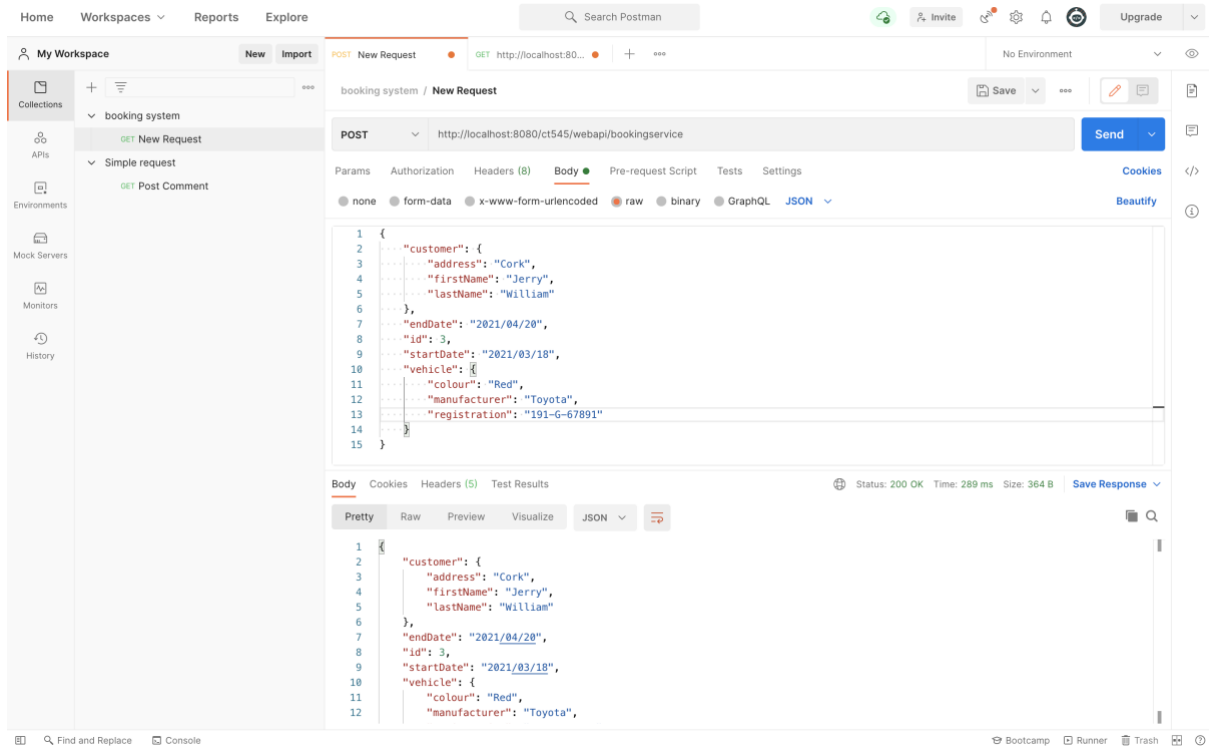 Home Workspaces Reports Explore Search Postman Invite Upgrade
My Workspace New Import POST New Request GET http://localhost:80... No Environment
Collections
APIs
Environments
Mock Servers
Monitors
History
booking system
GET New Request
Simple request
GET Post Comment
booking system / New Request Save
POST http://localhost:8080/ct545/webapi/bookingservice Send
Params Authorization Headers (8) Body Pre-request Script Tests Settings Cookies
none form-data x-www-form-urlencoded raw binary GraphQL JSON Beautify
1 {
2 "customer": {
3 "address": "Cork",
4 "firstName": "Jerry",
5 "lastName": "William"
6 },
7 "endDate": "2021/04/20",
8 "id": 3,
9 "startDate": "2021/03/18",
10 "vehicle": {
11 "colour": "Red",
12 "manufacturer": "Toyota",
13 "registration": "191-G-67891"
14 }
15 }
Body Cookies Headers (5) Test Results Status: 200 OK Time: 289 ms Size: 364 B Save Response
Pretty Raw Preview Visualize JSON
1 {
2 "customer": {
3 "address": "Cork",
4 "firstName": "Jerry",
5 "lastName": "William"
6 },
7 "endDate": "2021/04/20",
8 "id": 3,
9 "startDate": "2021/03/18",
10 "vehicle": {
11 "colour": "Red",
12 "manufacturer": "Toyota",
Find and Replace Console Bootcamp Runner Trash